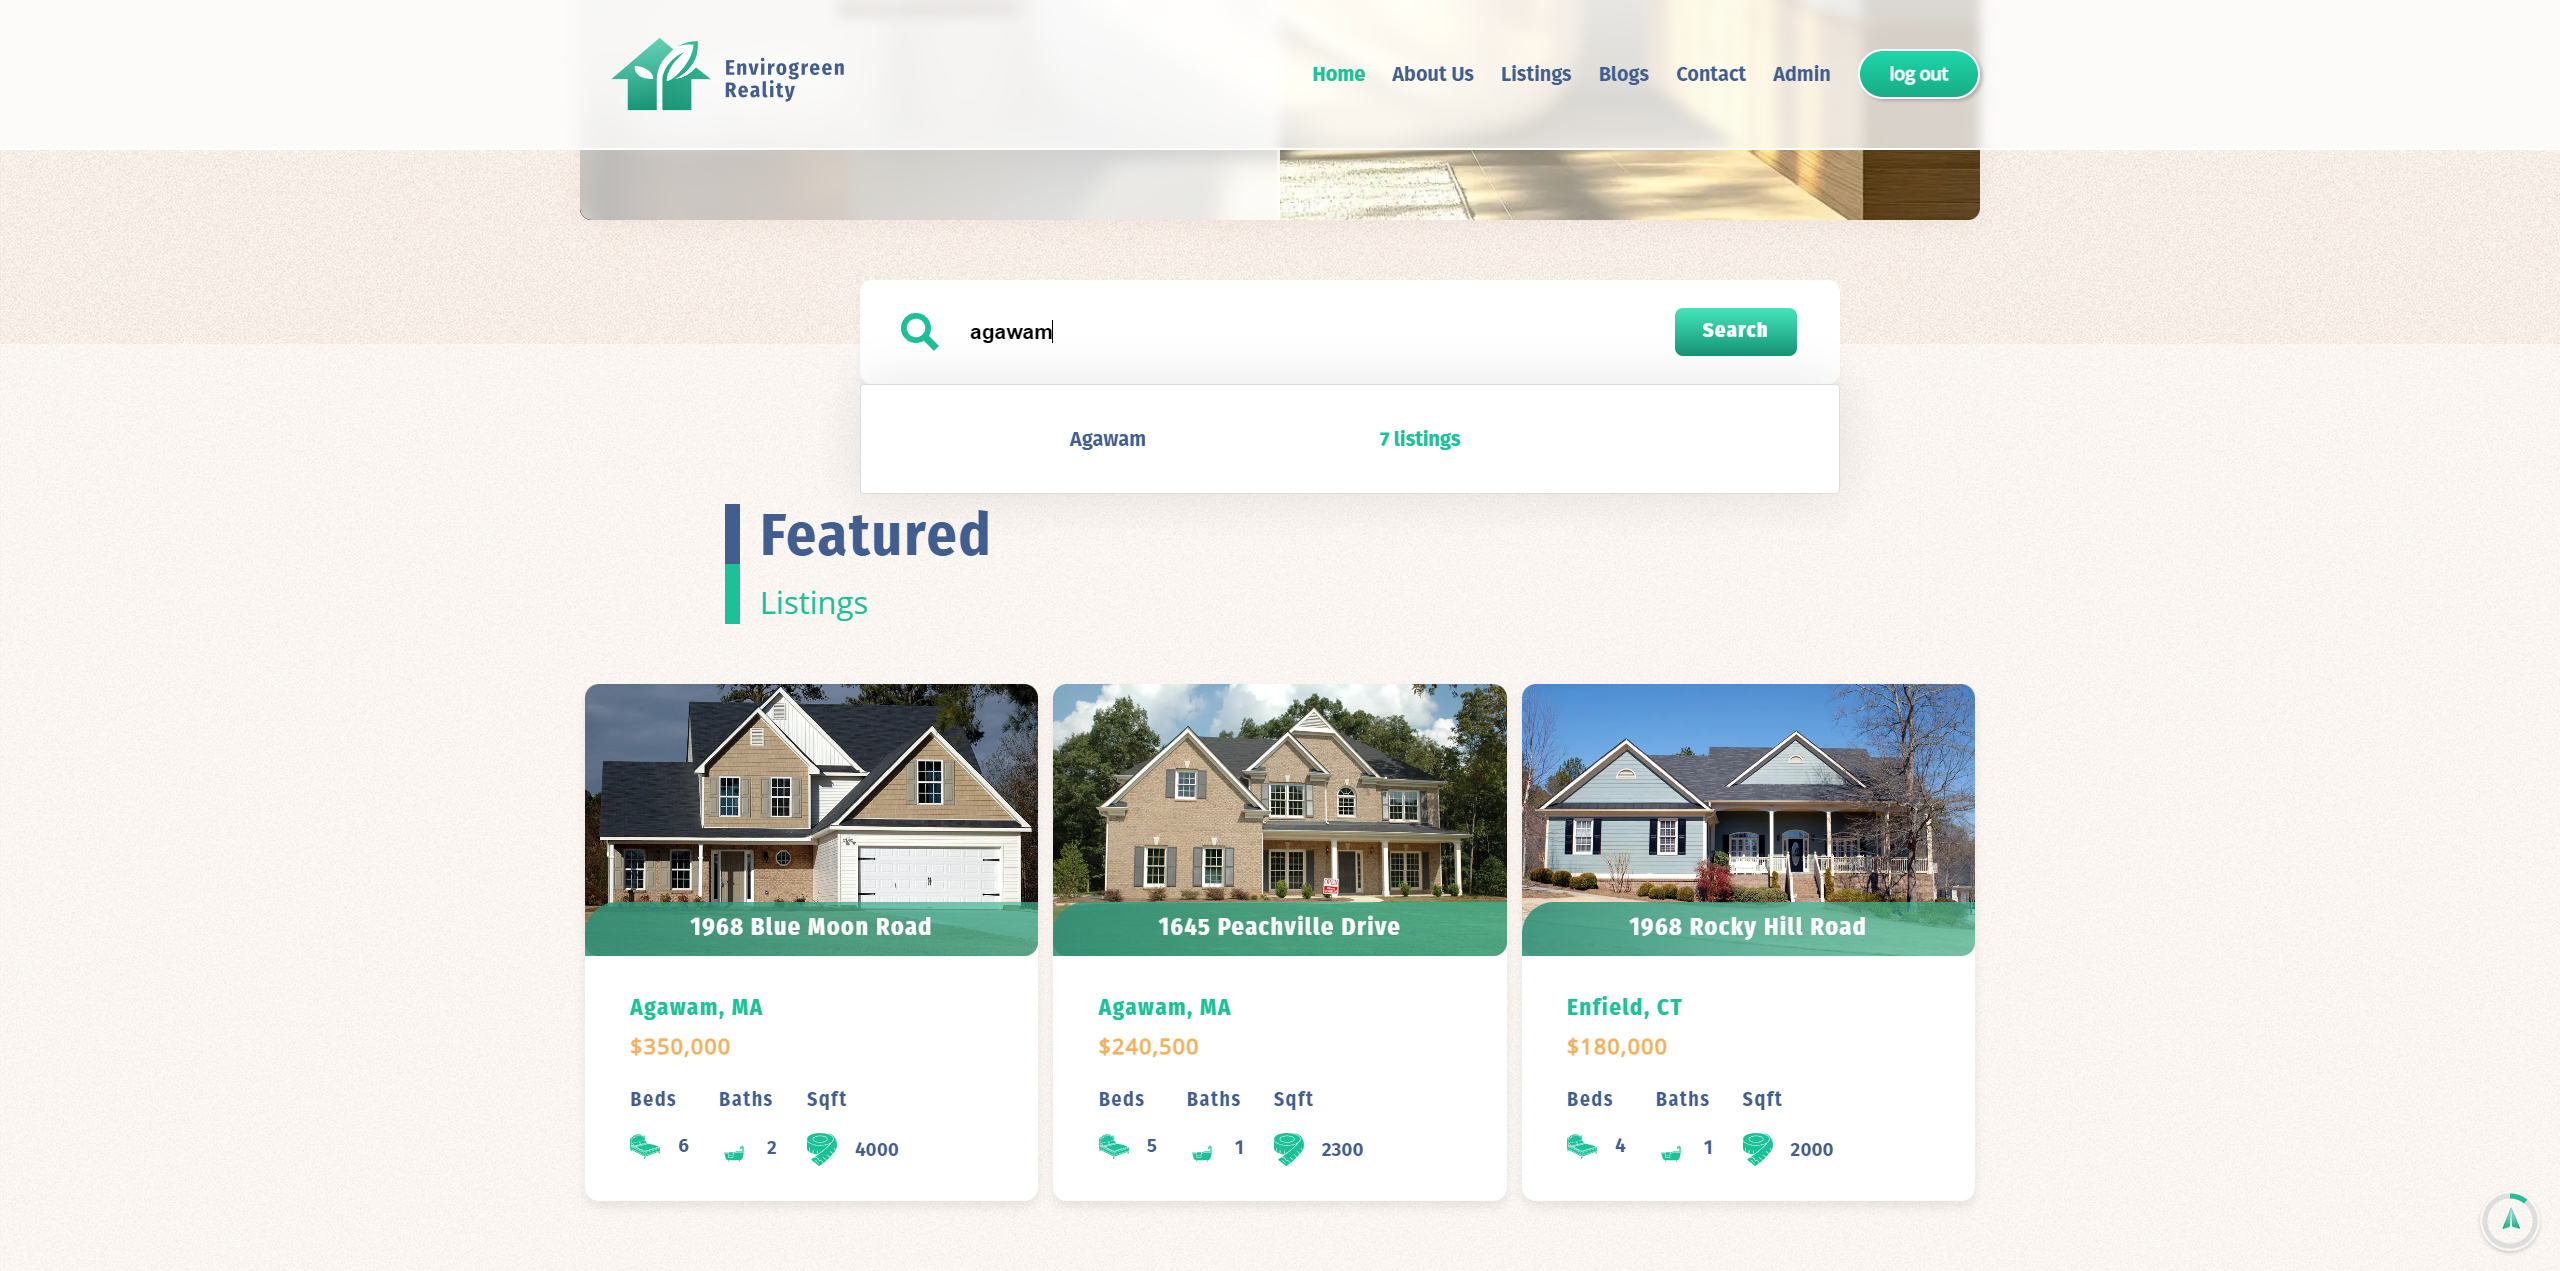 Envirogreen
Reality
Home About Us Listings Blogs Contact Admin log out
agawam Search
Agawam 7 listings
Featured
Listings
1968 Blue Moon Road
Agawam, MA
$350,000
Beds Baths Sqft
6 2 4000
1645 Peachville Drive
Agawam, MA
$240,500
Beds Baths Sqft
5 1 2300
1968 Rocky Hill Road
Enfield, CT
$180,000
Beds Baths Sqft
4 1 2000